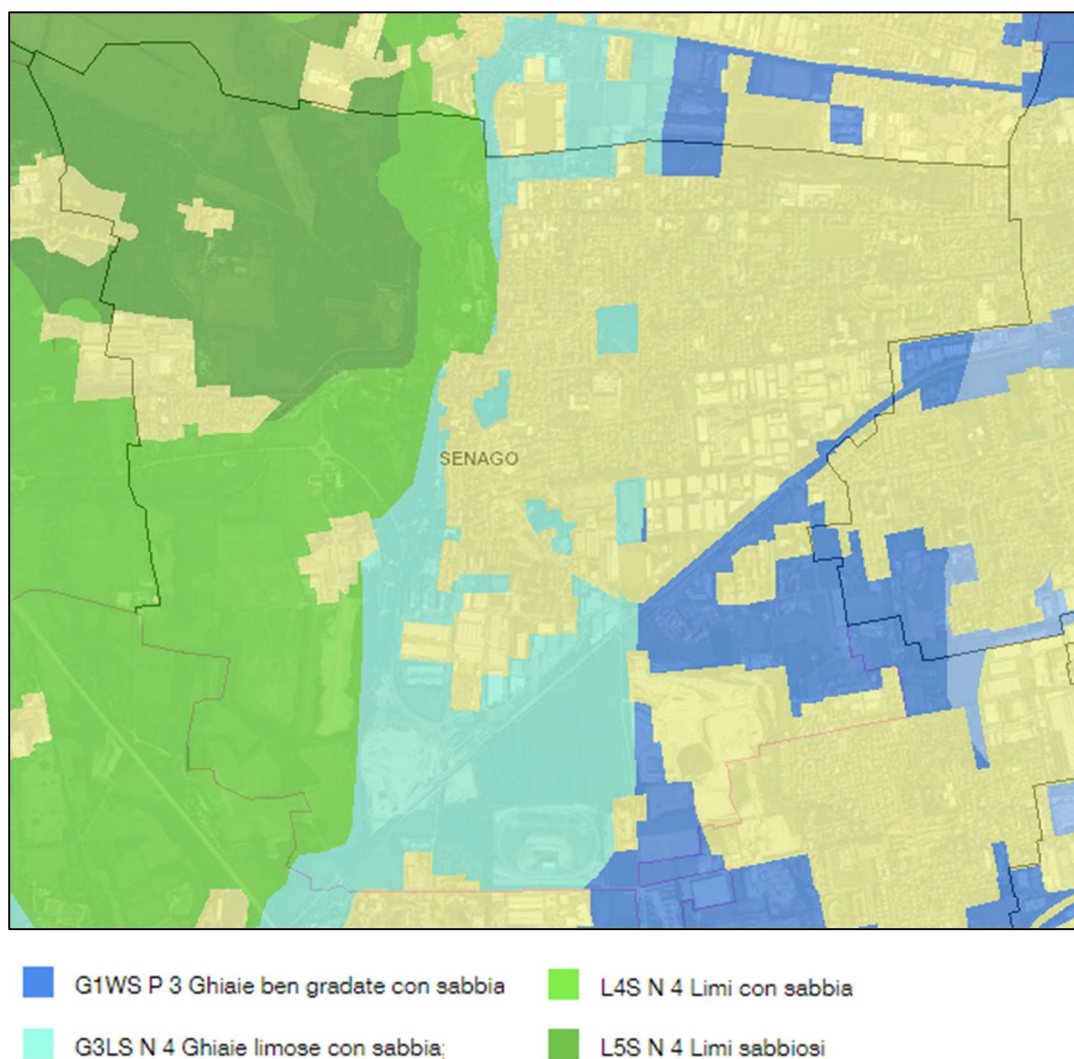 SENAGO
G1WS P 3 Ghiaie ben gradate con sabbia
L4S N 4 Limi con sabbia
G3LS N 4 Ghiaie limose con sabbia;
L5S N 4 Limi sabbiosi